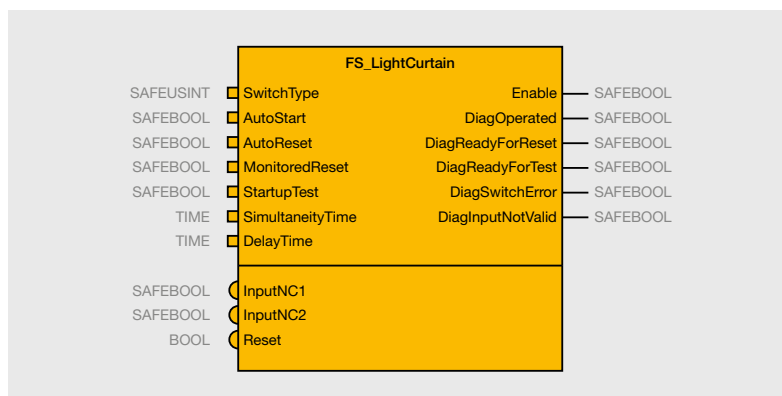 FS_LightCurtain
SAFEUSINT SwitchType Enable SAFEBOOL
SAFEBOOL AutoStart DiagOperated SAFEBOOL
SAFEBOOL AutoReset DiagReadyForReset SAFEBOOL
SAFEBOOL MonitoredReset DiagReadyForTest SAFEBOOL
SAFEBOOL StartupTest DiagSwitchError SAFEBOOL
TIME SimultaneityTime DiagInputNotValid SAFEBOOL
TIME DelayTime
SAFEBOOL InputNC1
SAFEBOOL InputNC2
BOOL Reset